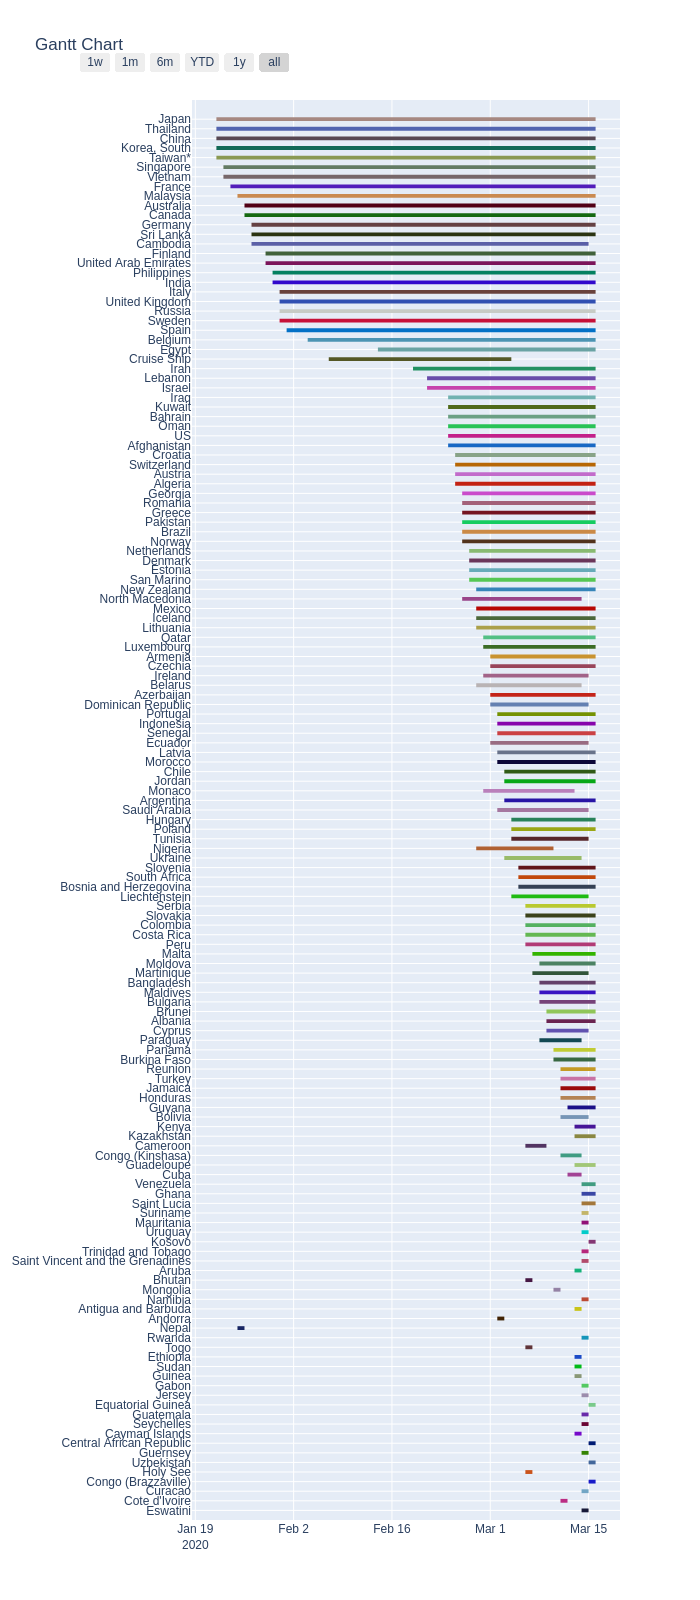 Gantt Chart
1w 1m 6m YTD 1y all
Japan
Thailand
China
Korea, South
Taiwan*
Singapore
Vietnam
France
Malaysia
Australia
Canada
Germany
Sri Lanka
Cambodia
Finland
United Arab Emirates
Philippines
India
Italy
United Kingdom
Russia
Sweden
Spain
Belgium
Egypt
Cruise Ship
Iran
Lebanon
Israel
Iraq
Kuwait
Bahrain
Oman
US
Afghanistan
Croatia
Switzerland
Austria
Algeria
Georgia
Romania
Greece
Pakistan
Brazil
Norway
Netherlands
Denmark
Estonia
San Marino
New Zealand
North Macedonia
Mexico
Iceland
Lithuania
Qatar
Luxembourg
Armenia
Czechia
Ireland
Belarus
Azerbaijan
Dominican Republic
Portugal
Indonesia
Senegal
Ecuador
Latvia
Morocco
Chile
Jordan
Monaco
Argentina
Saudi Arabia
Hungary
Poland
Tunisia
Nigeria
Ukraine
Slovenia
South Africa
Bosnia and Herzegovina
Liechtenstein
Serbia
Slovakia
Colombia
Costa Rica
Peru
Malta
Moldova
Martinique
Bangladesh
Maldives
Bulgaria
Brunei
Albania
Cyprus
Paraguay
Panama
Burkina Faso
Reunion
Turkey
Jamaica
Honduras
Guyana
Bolivia
Kenya
Kazakhstan
Cameroon
Congo (Kinshasa)
Guadeloupe
Cuba
Venezuela
Ghana
Saint Lucia
Suriname
Mauritania
Uruguay
Kosovo
Trinidad and Tobago
Saint Vincent and the Grenadines
Aruba
Bhutan
Mongolia
Namibia
Antigua and Barbuda
Andorra
Nepal
Rwanda
Togo
Ethiopia
Sudan
Guinea
Gabon
Jersey
Equatorial Guinea
Guatemala
Seychelles
Cayman Islands
Central African Republic
Guernsey
Uzbekistan
Holy See
Congo (Brazzaville)
Curacao
Cote d'Ivoire
Eswatini
Jan 19 Feb 2 Feb 16 Mar 1 Mar 15
2020